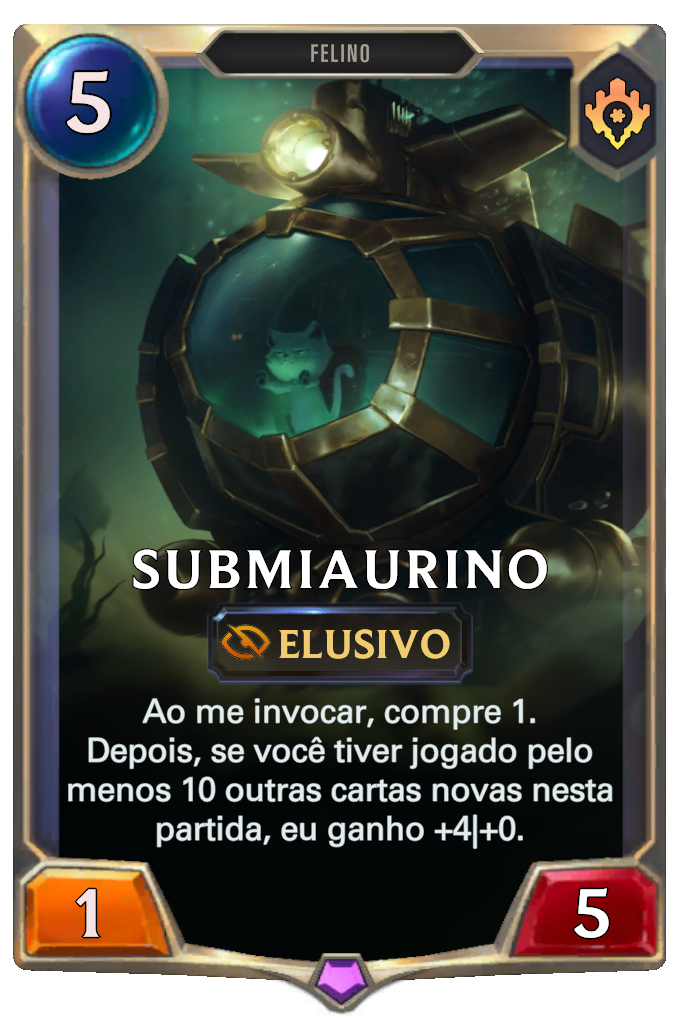 FELINO
5
SUBMIAURINO
ELUSIVO
Ao me invocar, compre 1.
Depois, se você tiver jogado pelo
menos 10 outras cartas novas nesta
partida, eu ganho +4|+0.
1
5